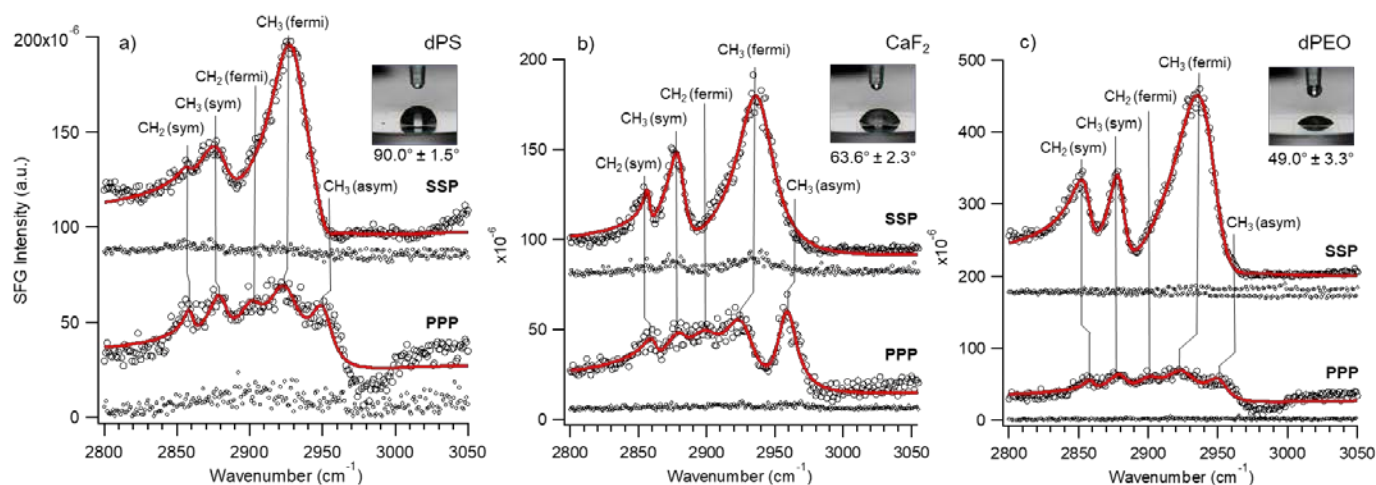 a)
dPS
200x10-6
150
100
50
0
SFG Intensity (a.u.)
CH3 (fermi)
CH2 (fermi)
CH3 (sym)
CH2 (sym)
90.0° ± 1.5°
CH3 (asym)
SSP
PPP
2800 2850 2900 2950 3000 3050
Wavenumber (cm-1)
b)
CaF2
200
150
100
50
0
x10-6
CH3 (fermi)
CH2 (fermi)
CH3 (sym)
CH2 (sym)
63.6° ± 2.3°
CH3 (asym)
SSP
PPP
2800 2850 2900 2950 3000 3050
Wavenumber (cm-1)
c)
dPEO
500
400
300
200
100
0
x10-6
CH3 (fermi)
CH2 (fermi)
CH3 (sym)
CH2 (sym)
49.0° ± 3.3°
CH3 (asym)
SSP
PPP
2800 2850 2900 2950 3000 3050
Wavenumber (cm-1)